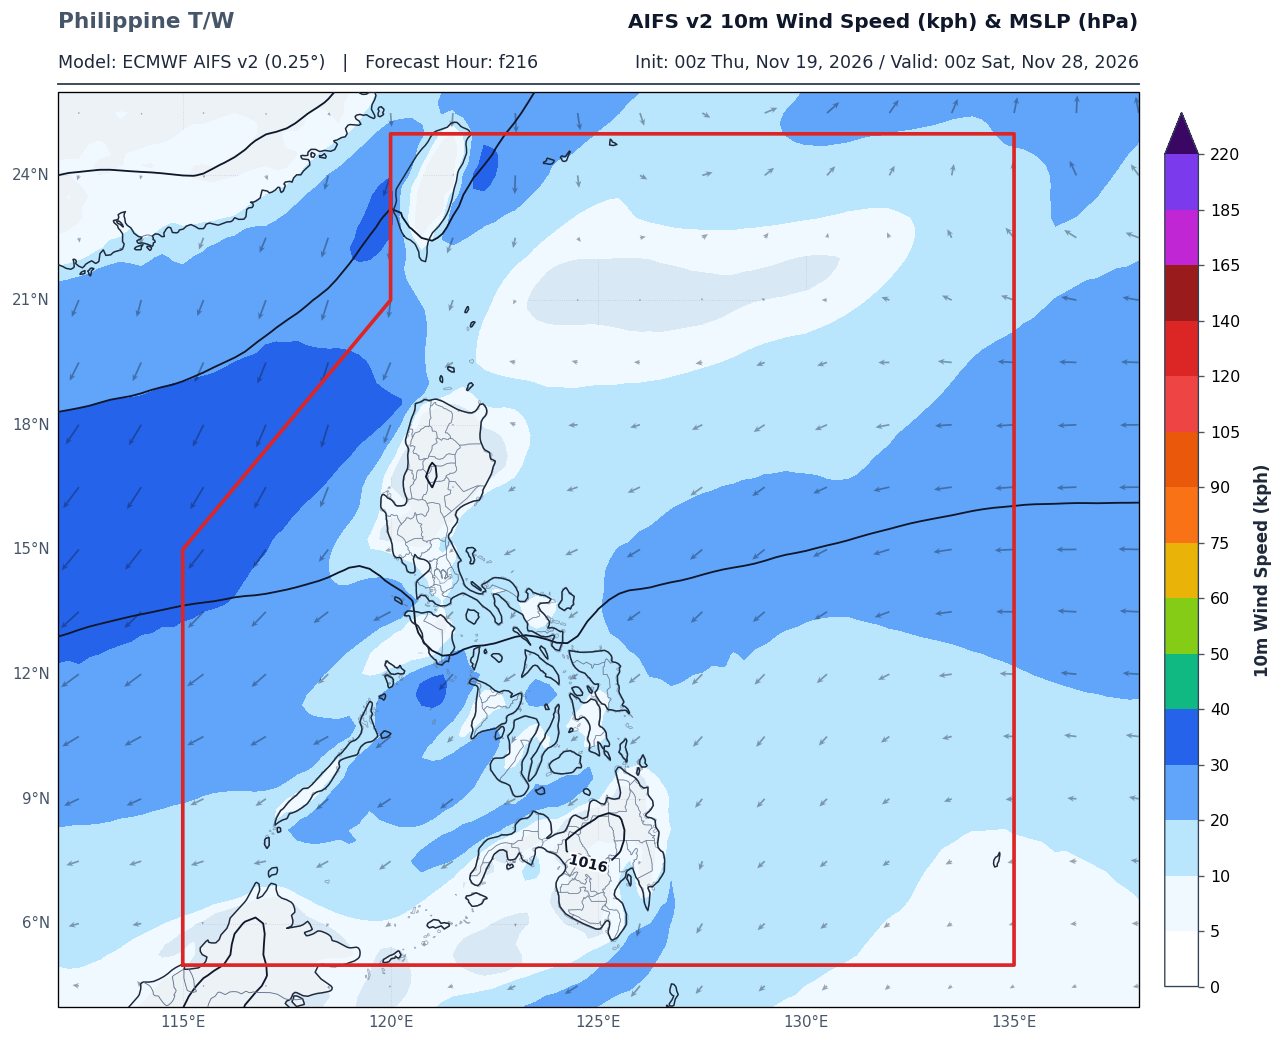 Philippine T/W
AIFS v2 10m Wind Speed (kph) & MSLP (hPa)
Model: ECMWF AIFS v2 (0.25°) | Forecast Hour: f216
Init: 00z Thu, Nov 19, 2026 / Valid: 00z Sat, Nov 28, 2026
24°N
21°N
18°N
15°N
12°N
9°N
6°N
115°E
120°E
125°E
130°E
135°E
1016
220
185
165
140
120
105
90
75
60
50
40
30
20
10
5
0
10m Wind Speed (kph)